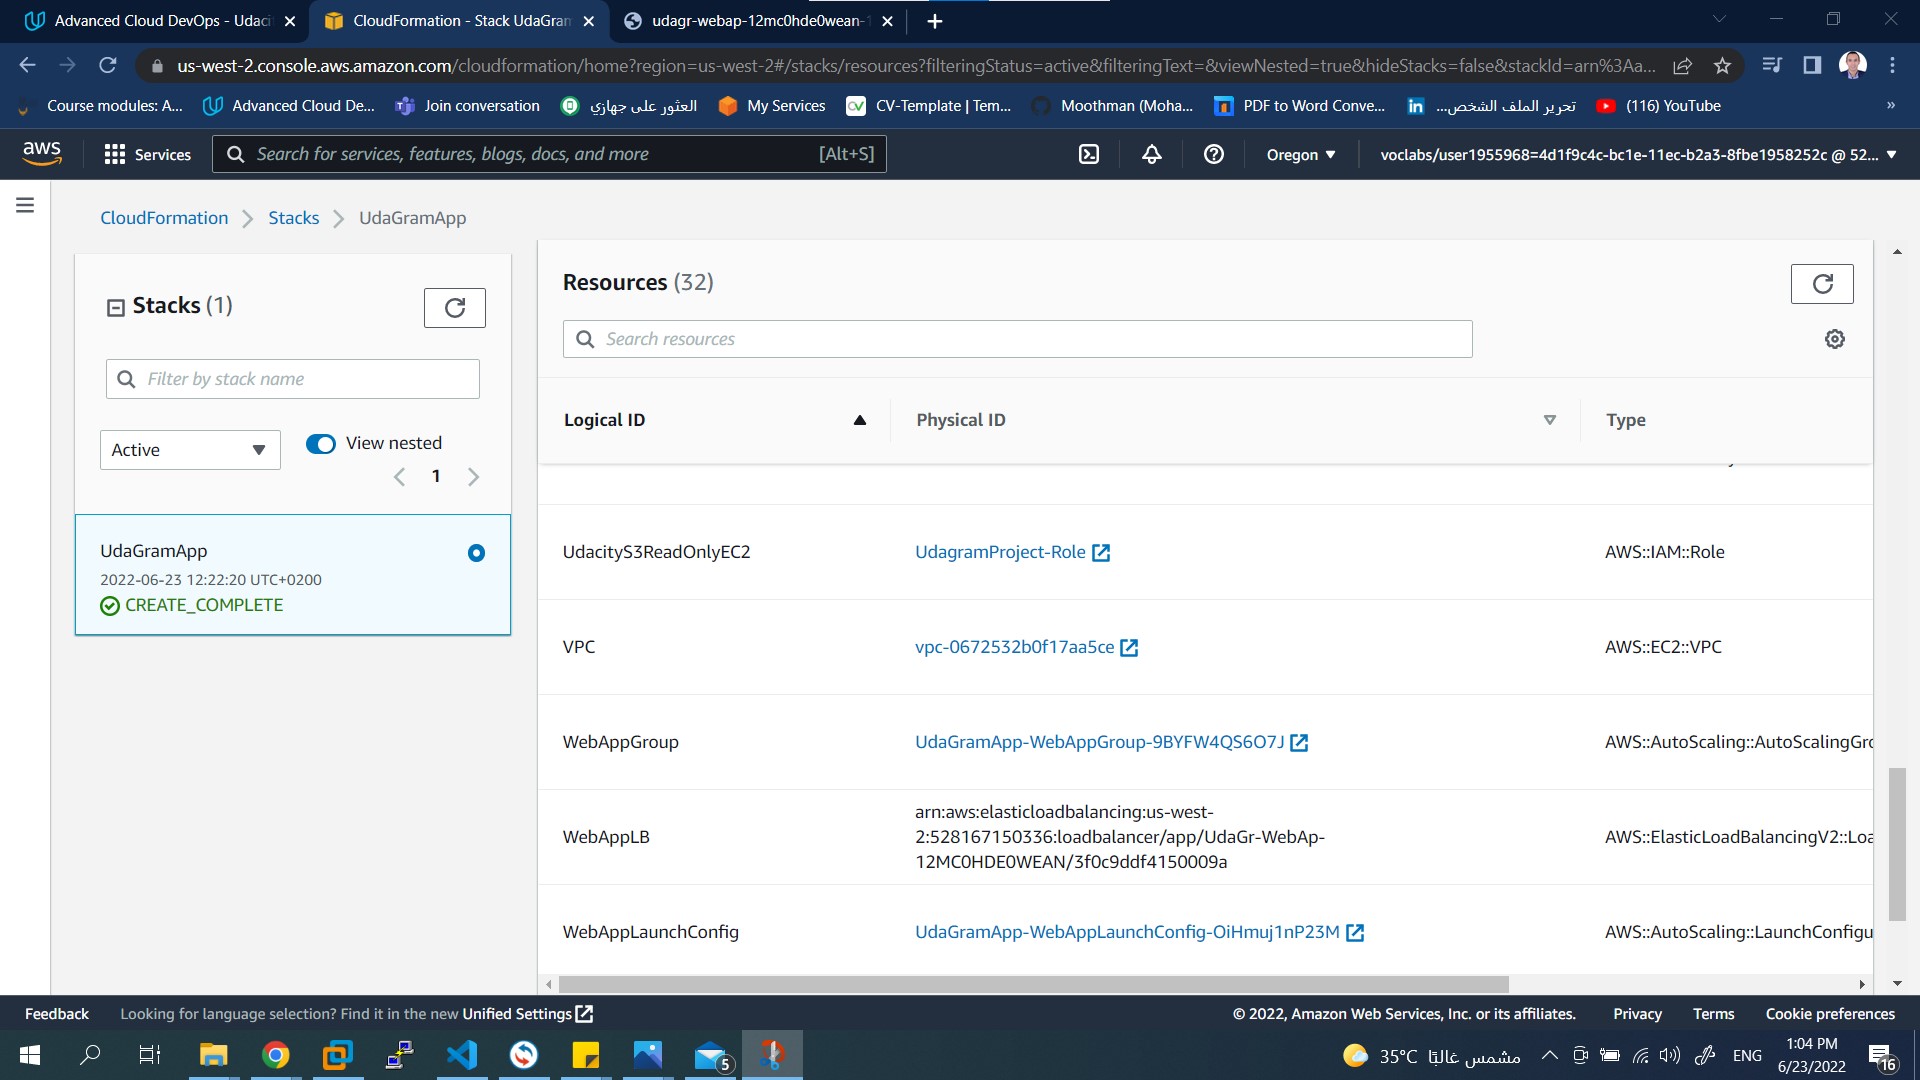 Advanced Cloud DevOps - Udaci
CloudFormation - Stack UdaGram
udagr-webap-12mc0hde0wean-1
us-west-2.console.aws.amazon.com/cloudformation/home?region=us-west-2#/stacks/resources?filteringStatus=active&filteringText=&viewNested=true&hideStacks=false&stackId=arn%3Aa...
Course modules: A...
Advanced Cloud De...
Join conversation
العثور على جهازي
My Services
CV-Template | Tem...
Moothman (Moha...
PDF to Word Conve...
تحرير الملف الشخص...
(116) YouTube
»
aws
Services
Search for services, features, blogs, docs, and more
[Alt+S]
Oregon
voclabs/user1955968=4d1f9c4c-bc1e-11ec-b2a3-8fbe1958252c @ 52...
CloudFormation
Stacks
UdaGramApp
Stacks (1)
Filter by stack name
Active
View nested
1
UdaGramApp
2022-06-23 12:22:20 UTC+0200
CREATE_COMPLETE
Resources (32)
Search resources
Logical ID
Physical ID
Type
UdacityS3ReadOnlyEC2
UdagramProject-Role
AWS::IAM::Role
VPC
vpc-0672532b0f17aa5ce
AWS::EC2::VPC
WebAppGroup
UdaGramApp-WebAppGroup-9BYFW4QS6O7J
AWS::AutoScaling::AutoScalingGro
WebAppLB
arn:aws:elasticloadbalancing:us-west-
2:528167150336:loadbalancer/app/UdaGr-WebAp-
12MC0HDE0WEAN/3f0c9ddf4150009a
AWS::ElasticLoadBalancingV2::Loa
WebAppLaunchConfig
UdaGramApp-WebAppLaunchConfig-OiHmuj1nP23M
AWS::AutoScaling::LaunchConfigu
Feedback
Looking for language selection? Find it in the new Unified Settings
© 2022, Amazon Web Services, Inc. or its affiliates.
Privacy
Terms
Cookie preferences
5
35°C
مشمس غالبًا
ENG
1:04 PM
6/23/2022
16